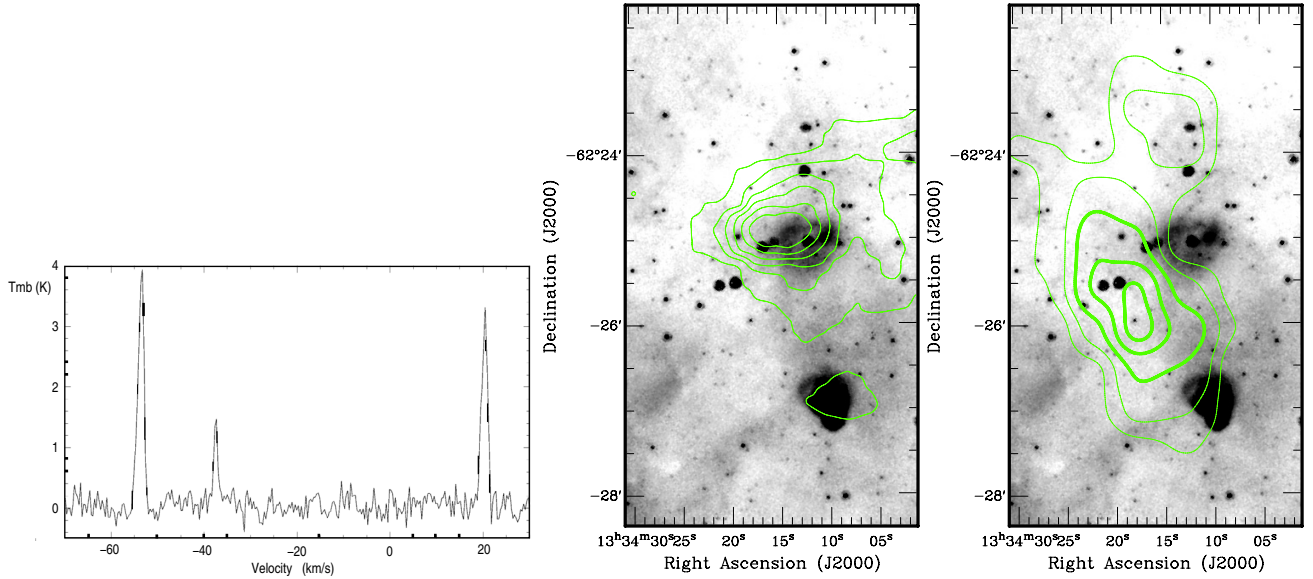 Tmb (K)
4
3
2
1
0
−60
−40
−20
0
20
Velocity (km/s)
Declination (J2000)
−62°24′
−26′
−28′
13ʰ34ᵐ30ˢ25ˢ
20ˢ
15ˢ
10ˢ
05ˢ
Right Ascension (J2000)
Declination (J2000)
−62°24′
−26′
−28′
13ʰ34ᵐ30ˢ25ˢ
20ˢ
15ˢ
10ˢ
05ˢ
Right Ascension (J2000)